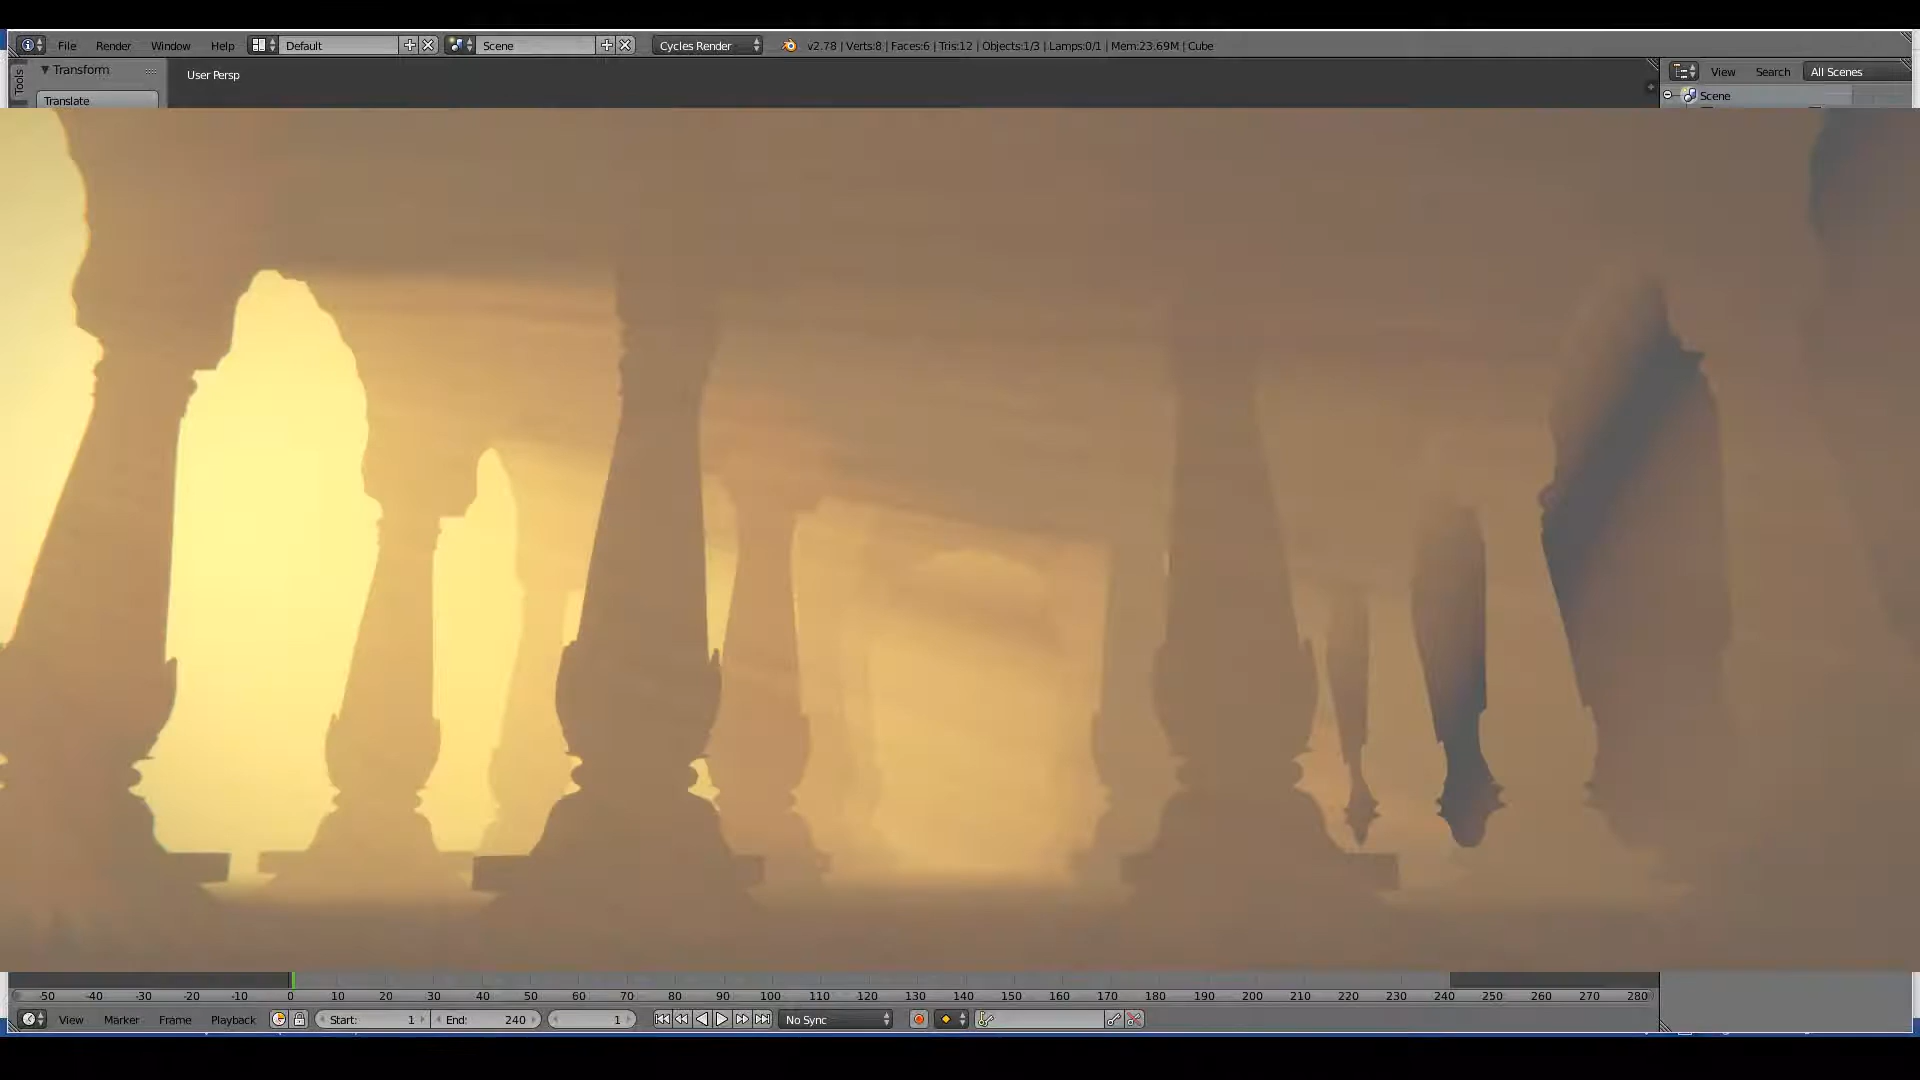 File Render Window Help Default Scene Cycles Render v2.78 | Verts:8 | Faces:6 | Tris:12 | Objects:1/3 | Lamps:0/1 | Mem:23.69M | Cube
Tools
Transform
User Persp
View Search All Scenes
Translate
Scene
-50 -40 -30 -20 -10 0 10 20 30 40 50 60 70 80 90 100 110 120 130 140 150 160 170 180 190 200 210 220 230 240 250 260 270 280
View Marker Frame Playback Start: 1 End: 240 1 No Sync